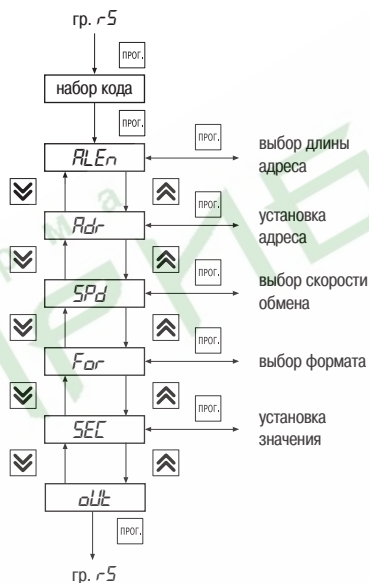 гр. r5
ПРОГ.
набор кода
ПРОГ.
ALEn
ПРОГ.
выбор длины
адреса
Adr
ПРОГ.
установка
адреса
SPd
ПРОГ.
выбор скорости
обмена
For
ПРОГ.
выбор формата
SEC
ПРОГ.
установка
значения
oUt
ПРОГ.
гр. r5